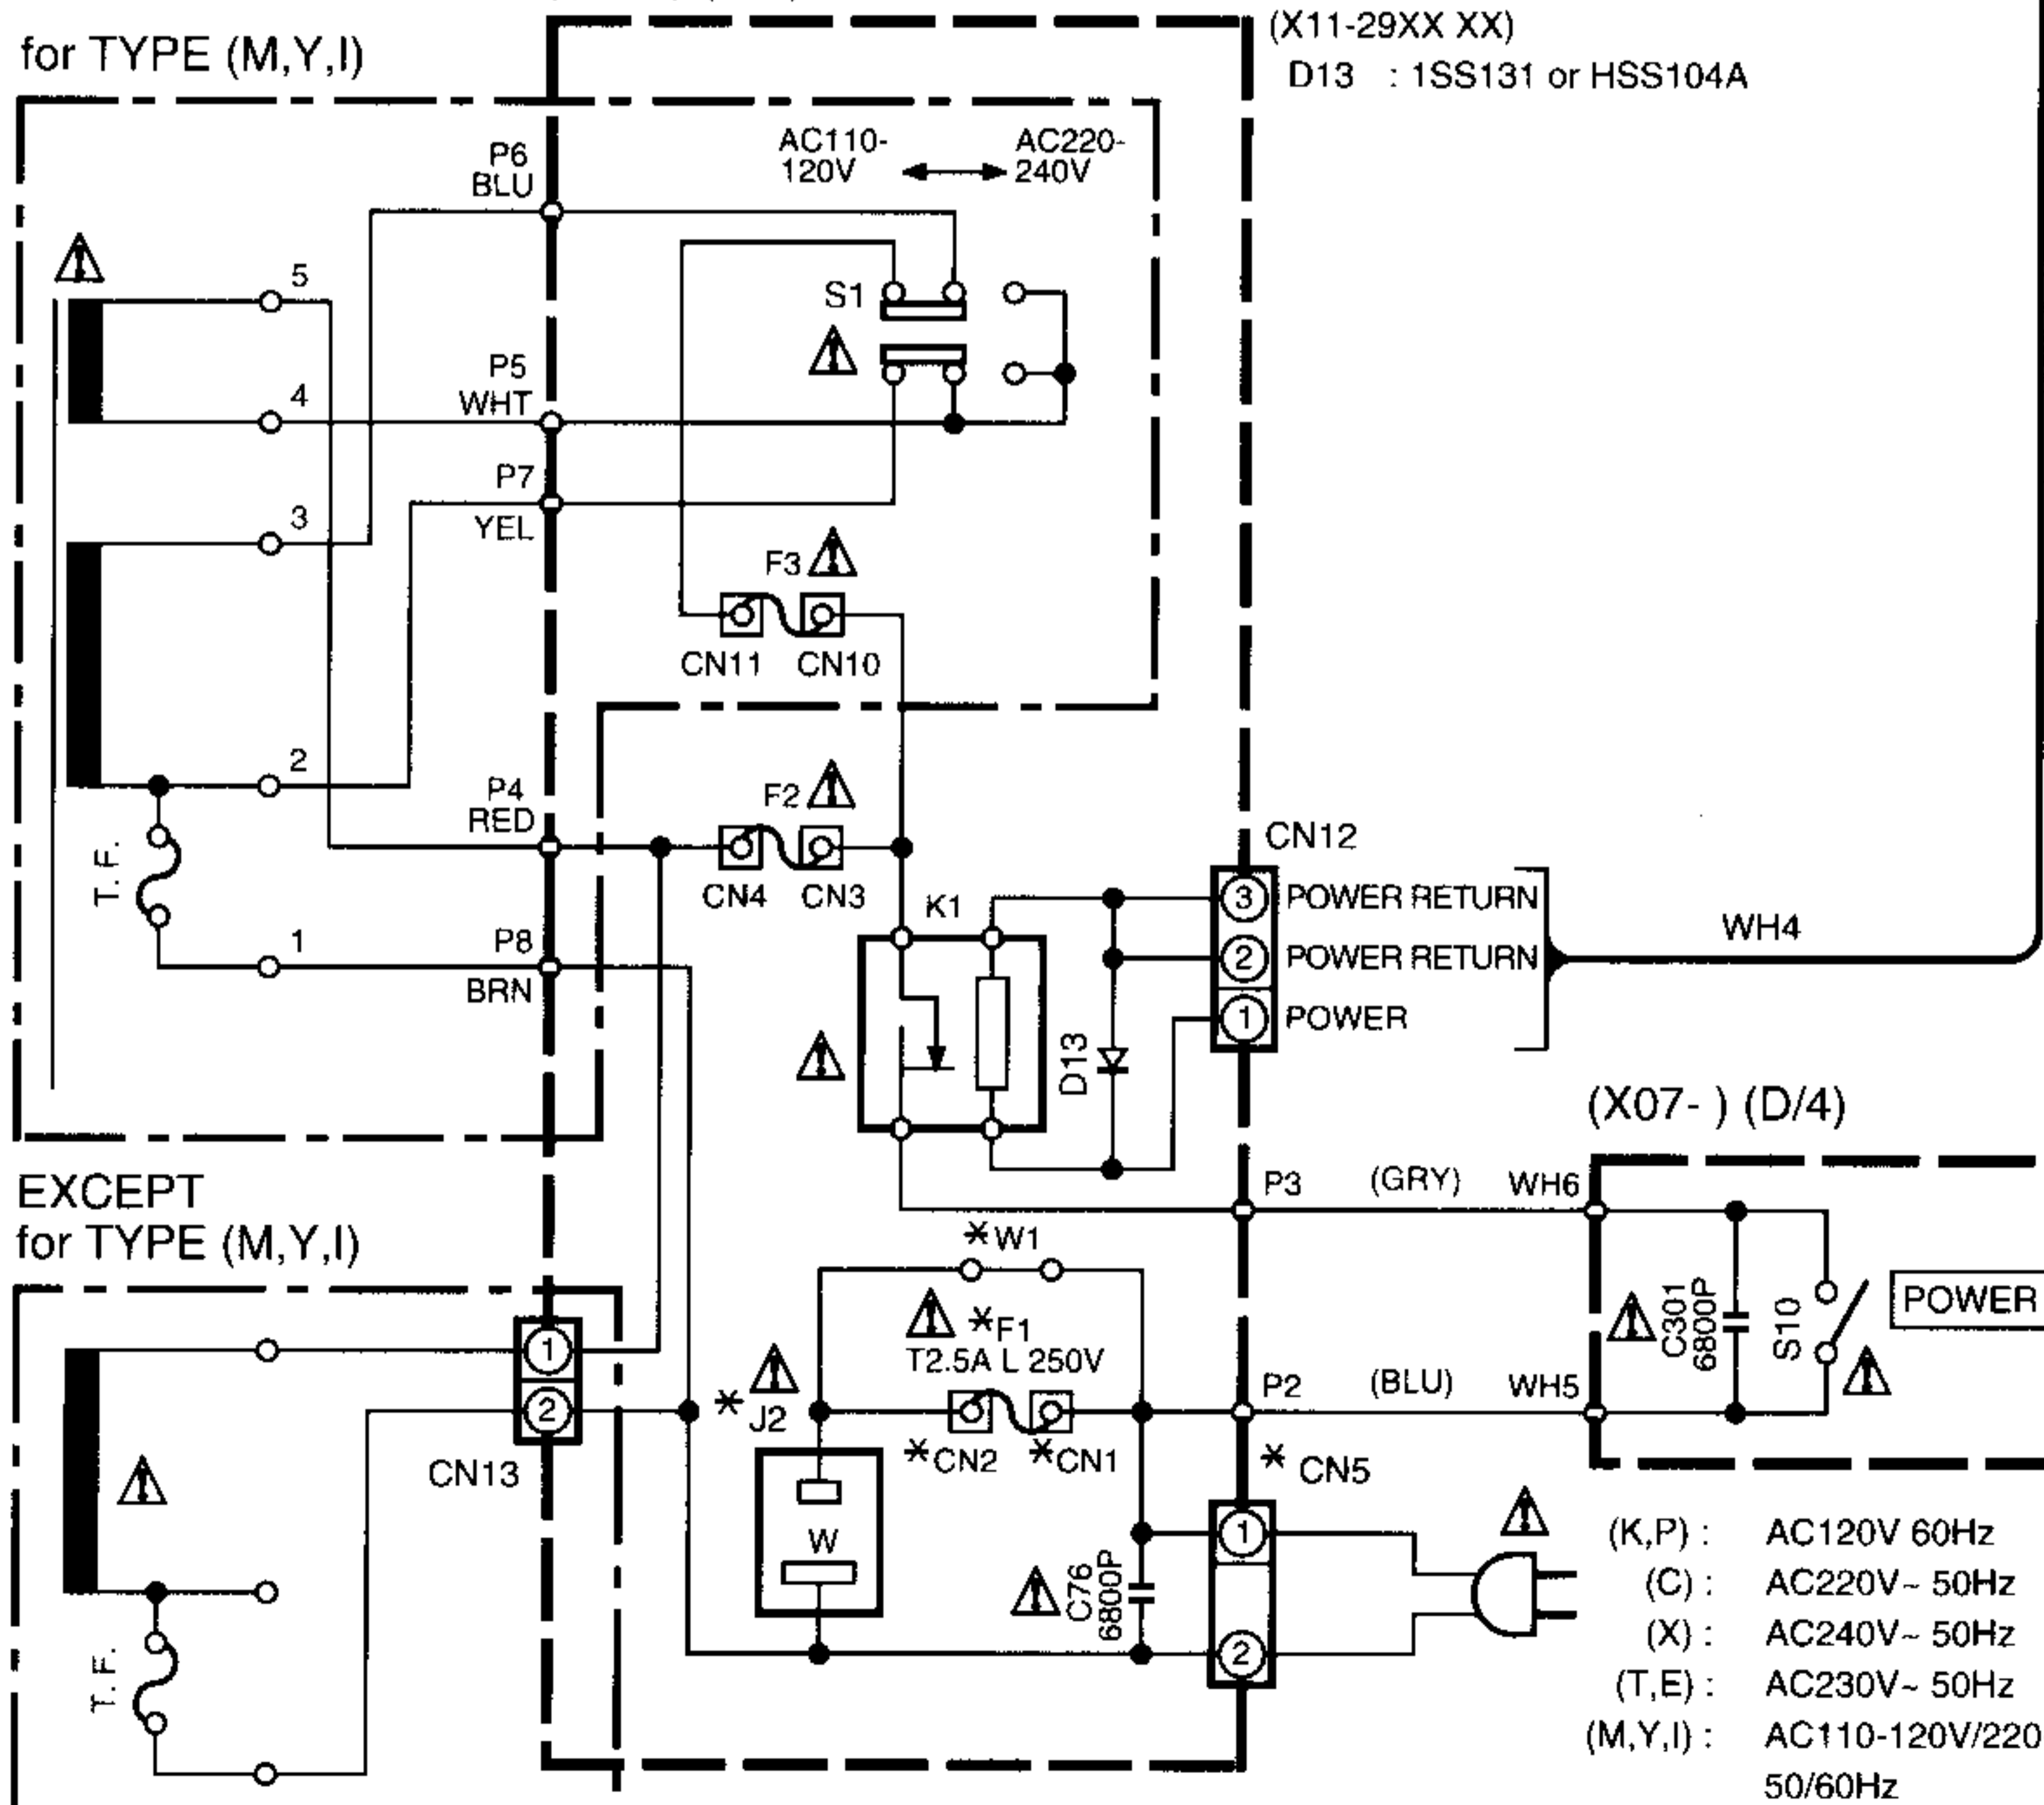 (X11-29XX XX)
D13 : 1SS131 or HSS104A
for TYPE (M,Y,I)
AC110-
120V
AC220-
240V
P6
BLU
5
S1
P5
WHT
4
P7
YEL
3
F3
CN11 CN10
2
P4
RED
F2
CN4 CN3
T.F.
1
P8
BRN
K1
D13
CN12
3 POWER RETURN
2 POWER RETURN
1 POWER
WH4
(X07- ) (D/4)
EXCEPT
for TYPE (M,Y,I)
P3 (GRY) WH6
*W1
*F1
T2.5A L 250V
C301
6800P
S10
POWER
1
2
CN13
*J2
*CN2 *CN1
P2 (BLU) WH5
*CN5
W
C76
6800P
1
2
T.F.
(K,P) : AC120V 60Hz
(C) : AC220V~ 50Hz
(X) : AC240V~ 50Hz
(T,E) : AC230V~ 50Hz
(M,Y,I) : AC110-120V/220
50/60Hz